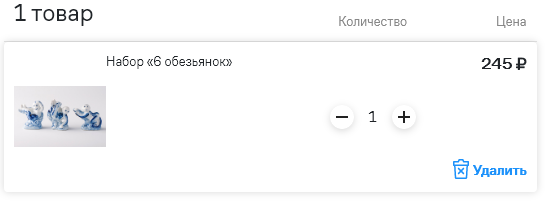 1 товар
Количество
Цена
Набор «6 обезьянок»
245 ₽
1
Удалить